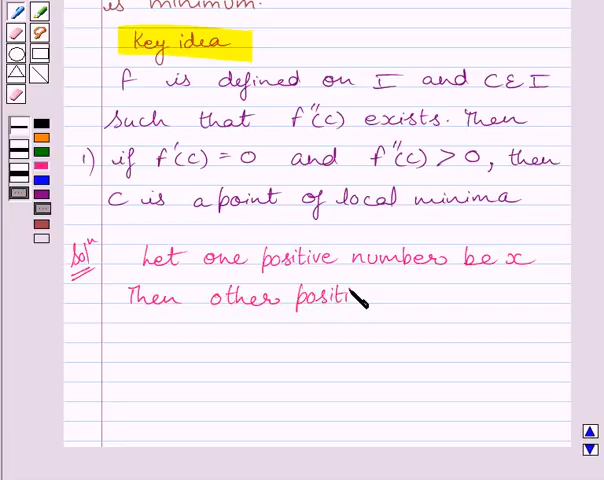 is minimum.
Key idea
f is defined on I and C∈I
such that f''(c) exists. Then
1) if f'(c) = 0 and f''(c) > 0, then
C is a point of local minima
Solⁿ Let one positive number be x
Then other positi